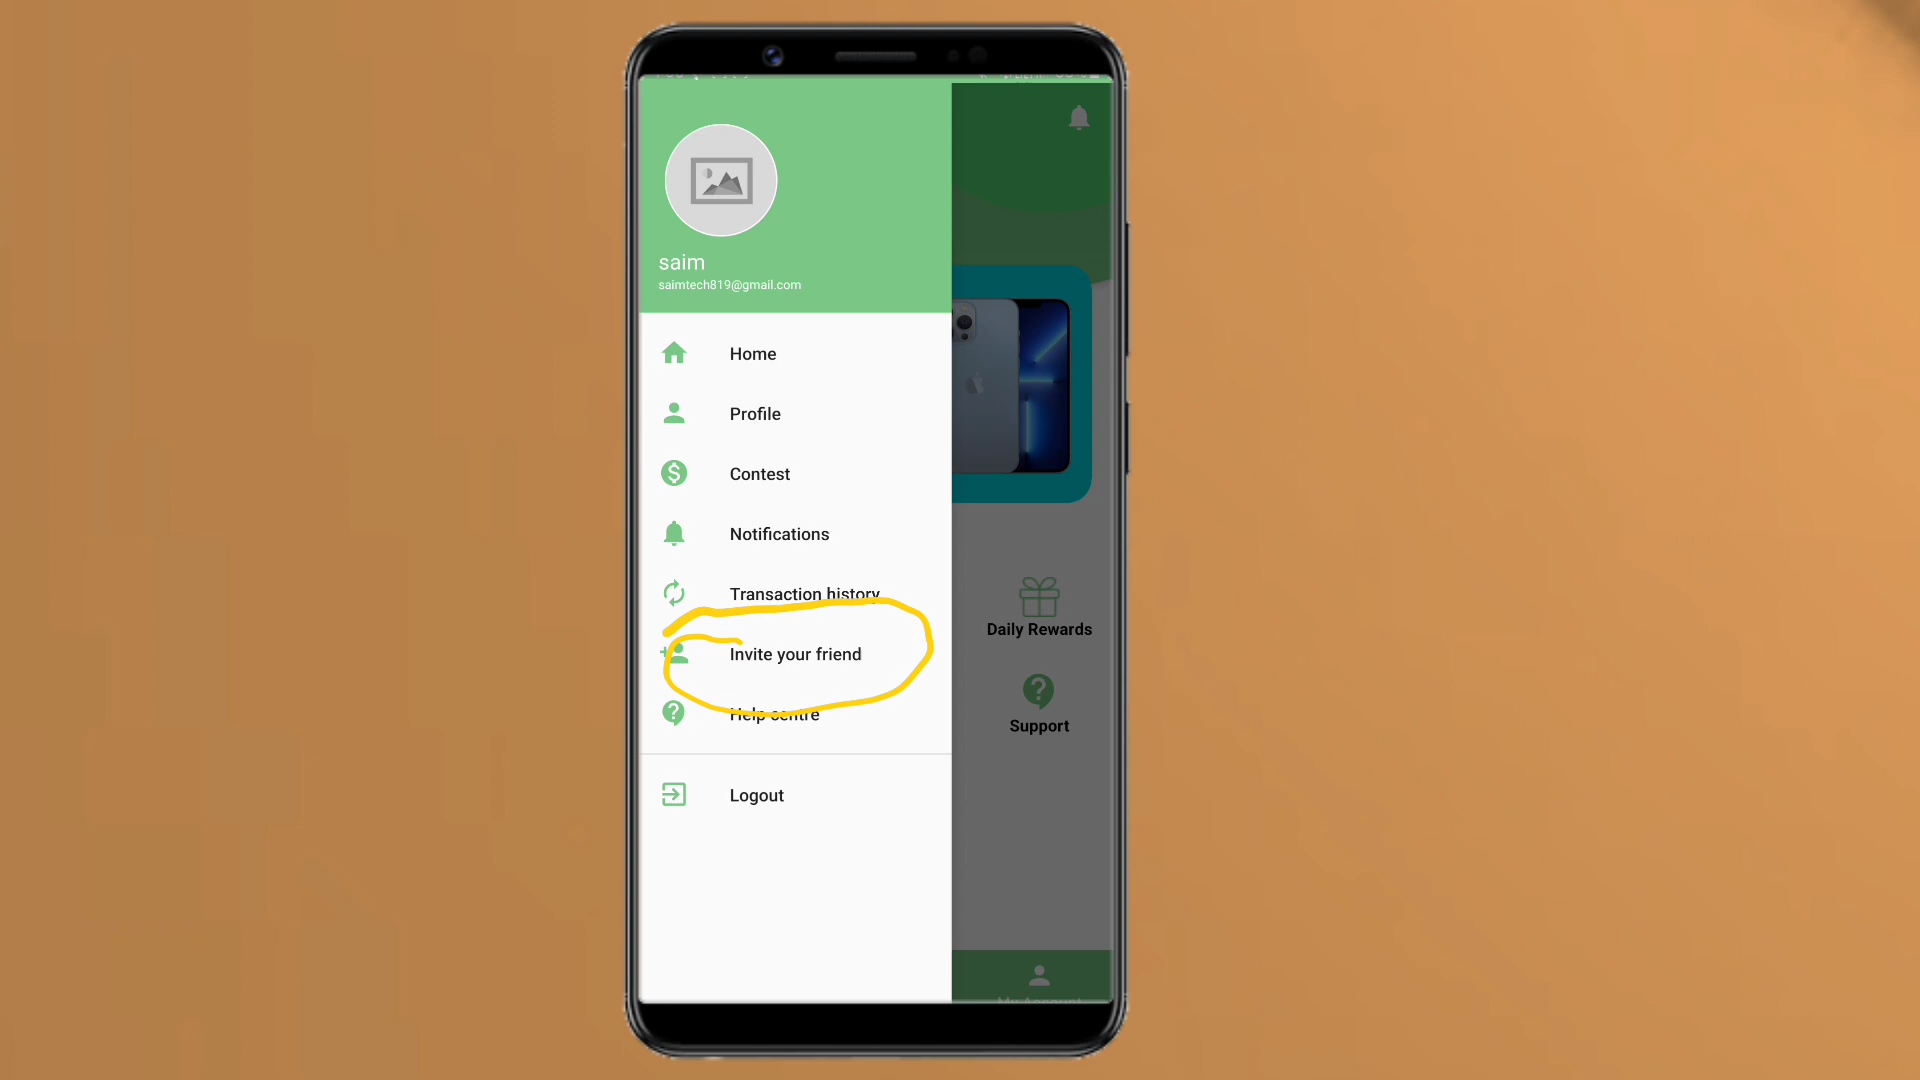 saim
saimtech819@gmail.com
Home
Profile
Contest
Notifications
Transaction history
Invite your friend
Help centre
Logout
Daily Rewards
Support
My Account